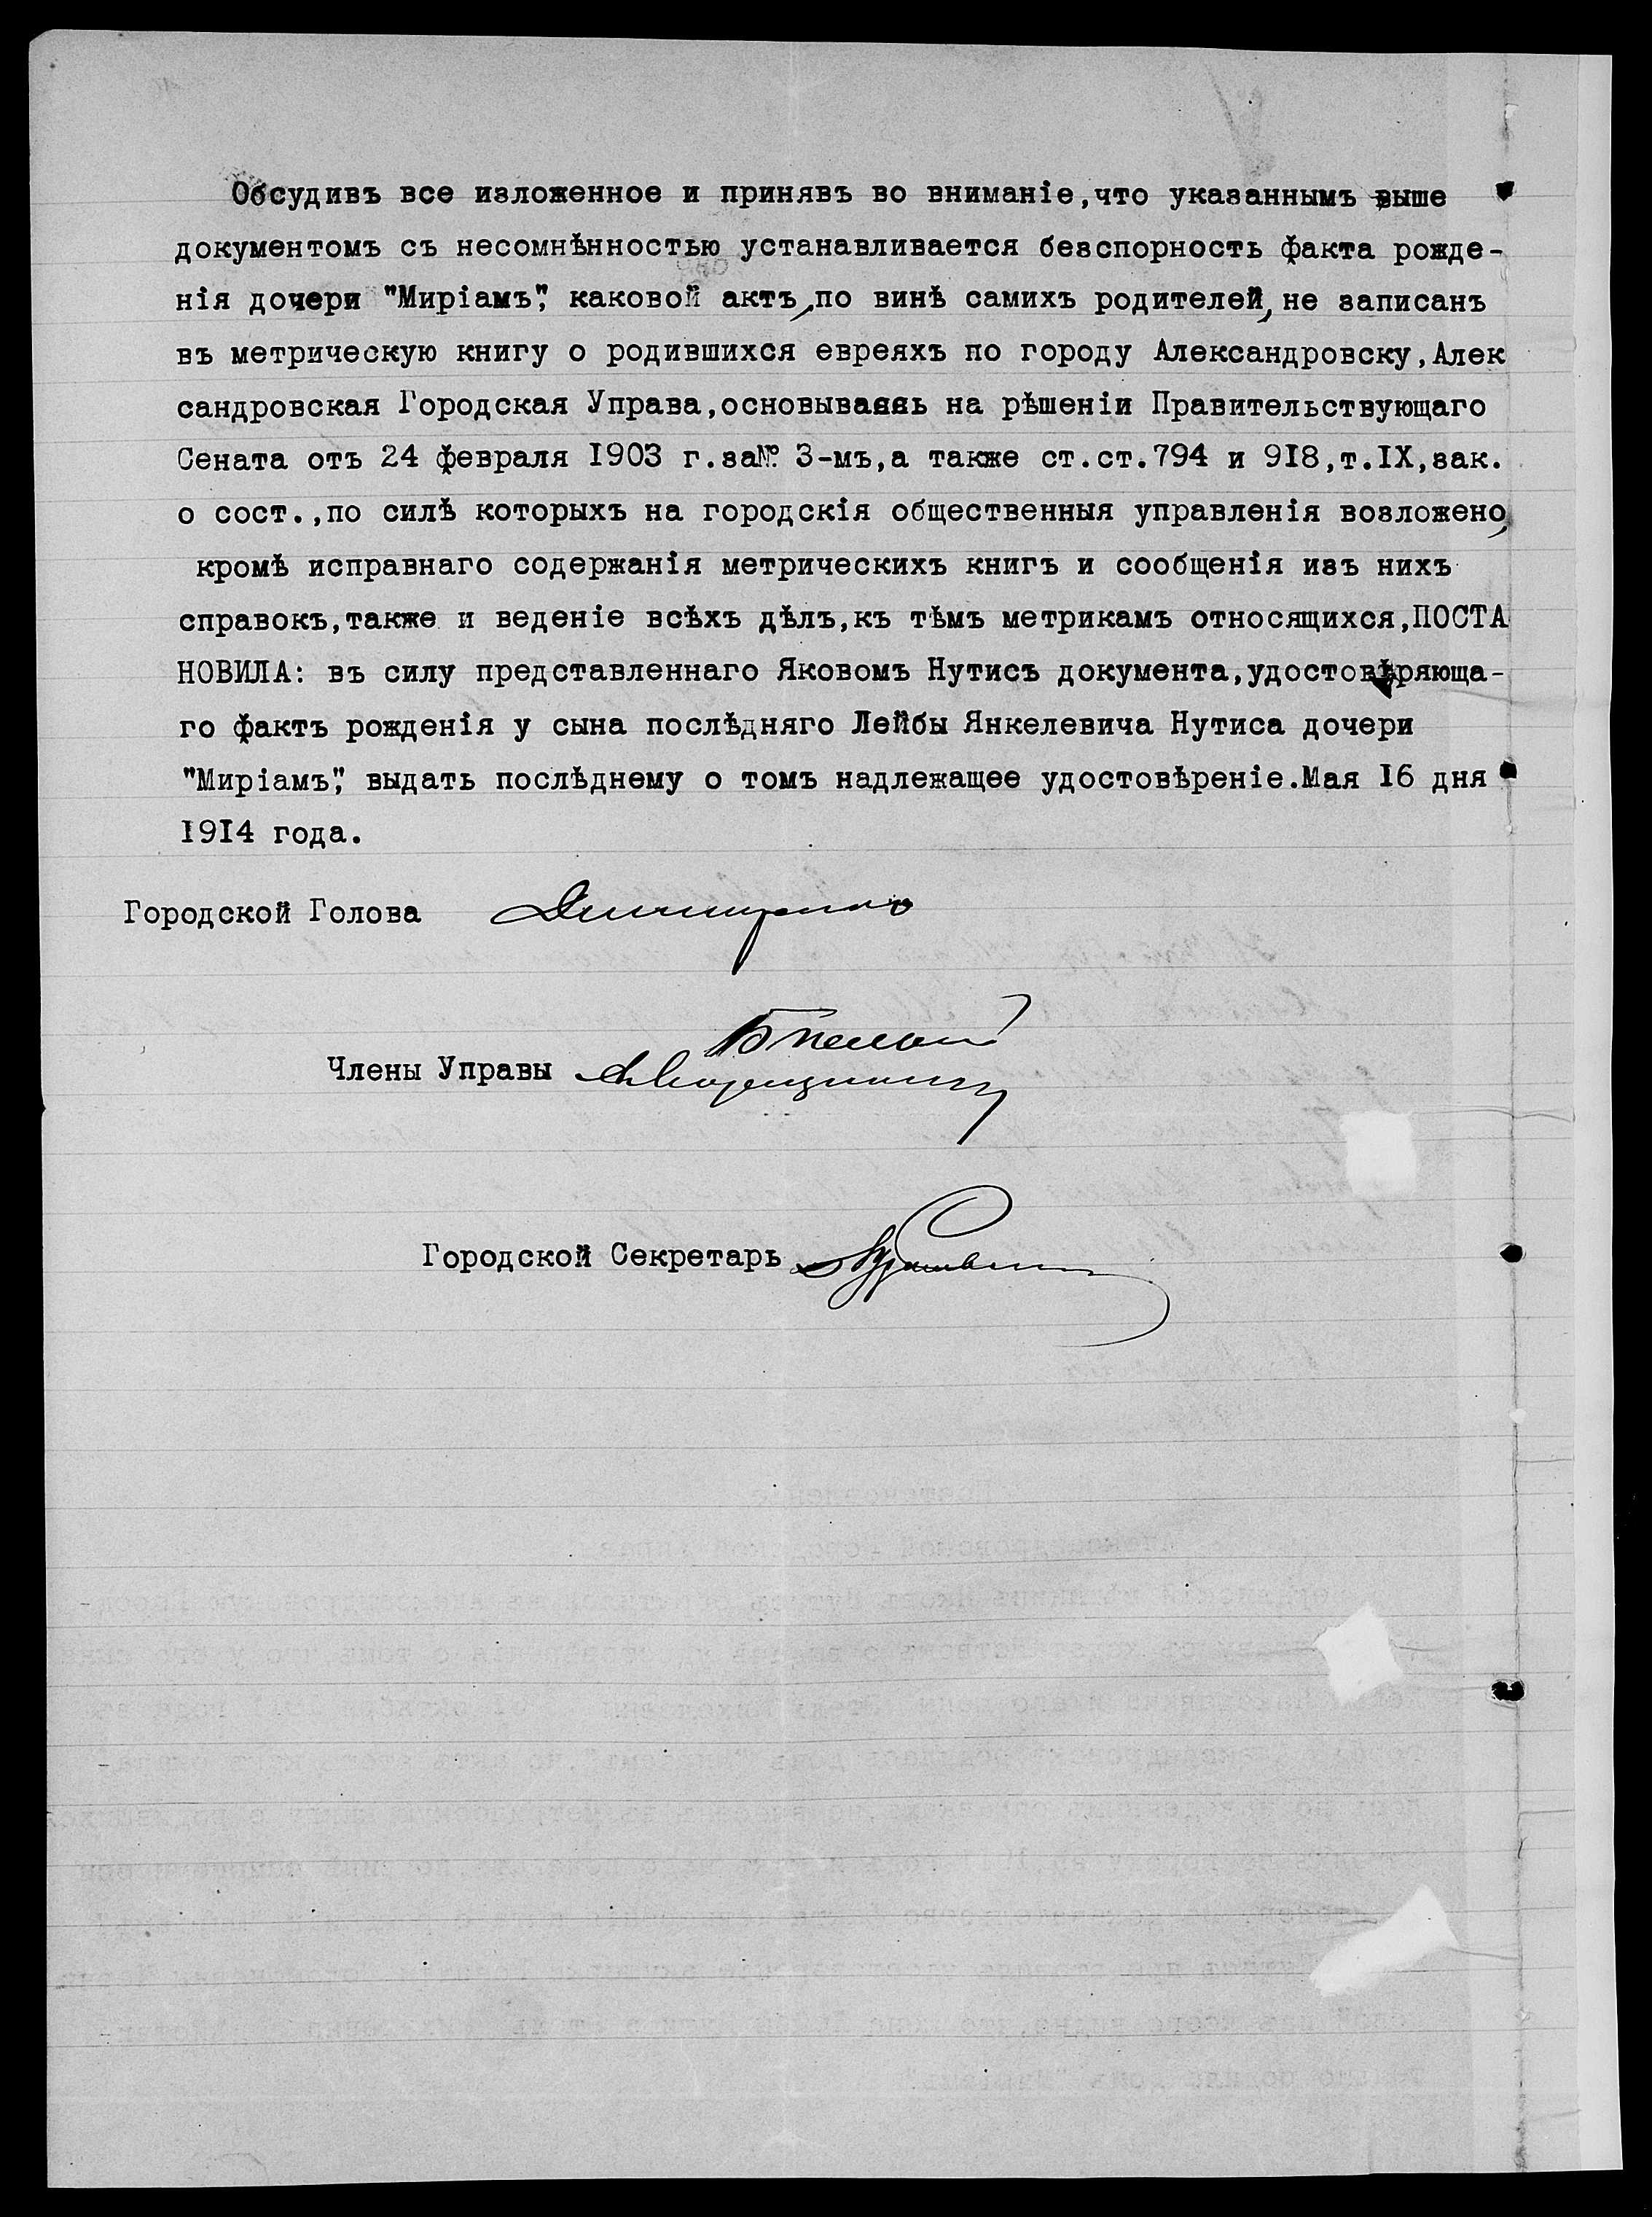 Обсудивъ все изложенное и принявъ во вниманіе,что указаннымъ выше
документомъ съ несомнѣнностью устанавливается безспорность факта рожде-
нія дочери "Миріамъ", каковой актъ,по винѣ самихъ родителей, не записанъ
въ метрическую книгу о родившихся евреяхъ по городу Александровску,Алек
сандровская Городская Управа,основываясь на рѣшеніи Правительствующаго
Сената отъ 24 февраля 1903 г.за№ 3-мъ,а также ст.ст.794 и 918,т.IX,зак.
о сост.,по силѣ которыхъ на городскія общественныя управленія возложено,
кромѣ исправнаго содержанія метрическихъ книгъ и сообщенія изъ нихъ
справокъ,также и веденіе всѣхъ дѣлъ,къ тѣмъ метрикамъ относящихся,ПОСТА
НОВИЛА: въ силу представленнаго Яковомъ Нутисъ документа,удостовѣряюща-
го фактъ рожденія у сына послѣдняго Лейбы Янкелевича Нутиса дочери
"Миріамъ", выдать послѣднему о томъ надлежащее удостовѣреніе.Мая 16 дня
1914 года.
Городской Голова
Члены Управы
Городской Секретарь